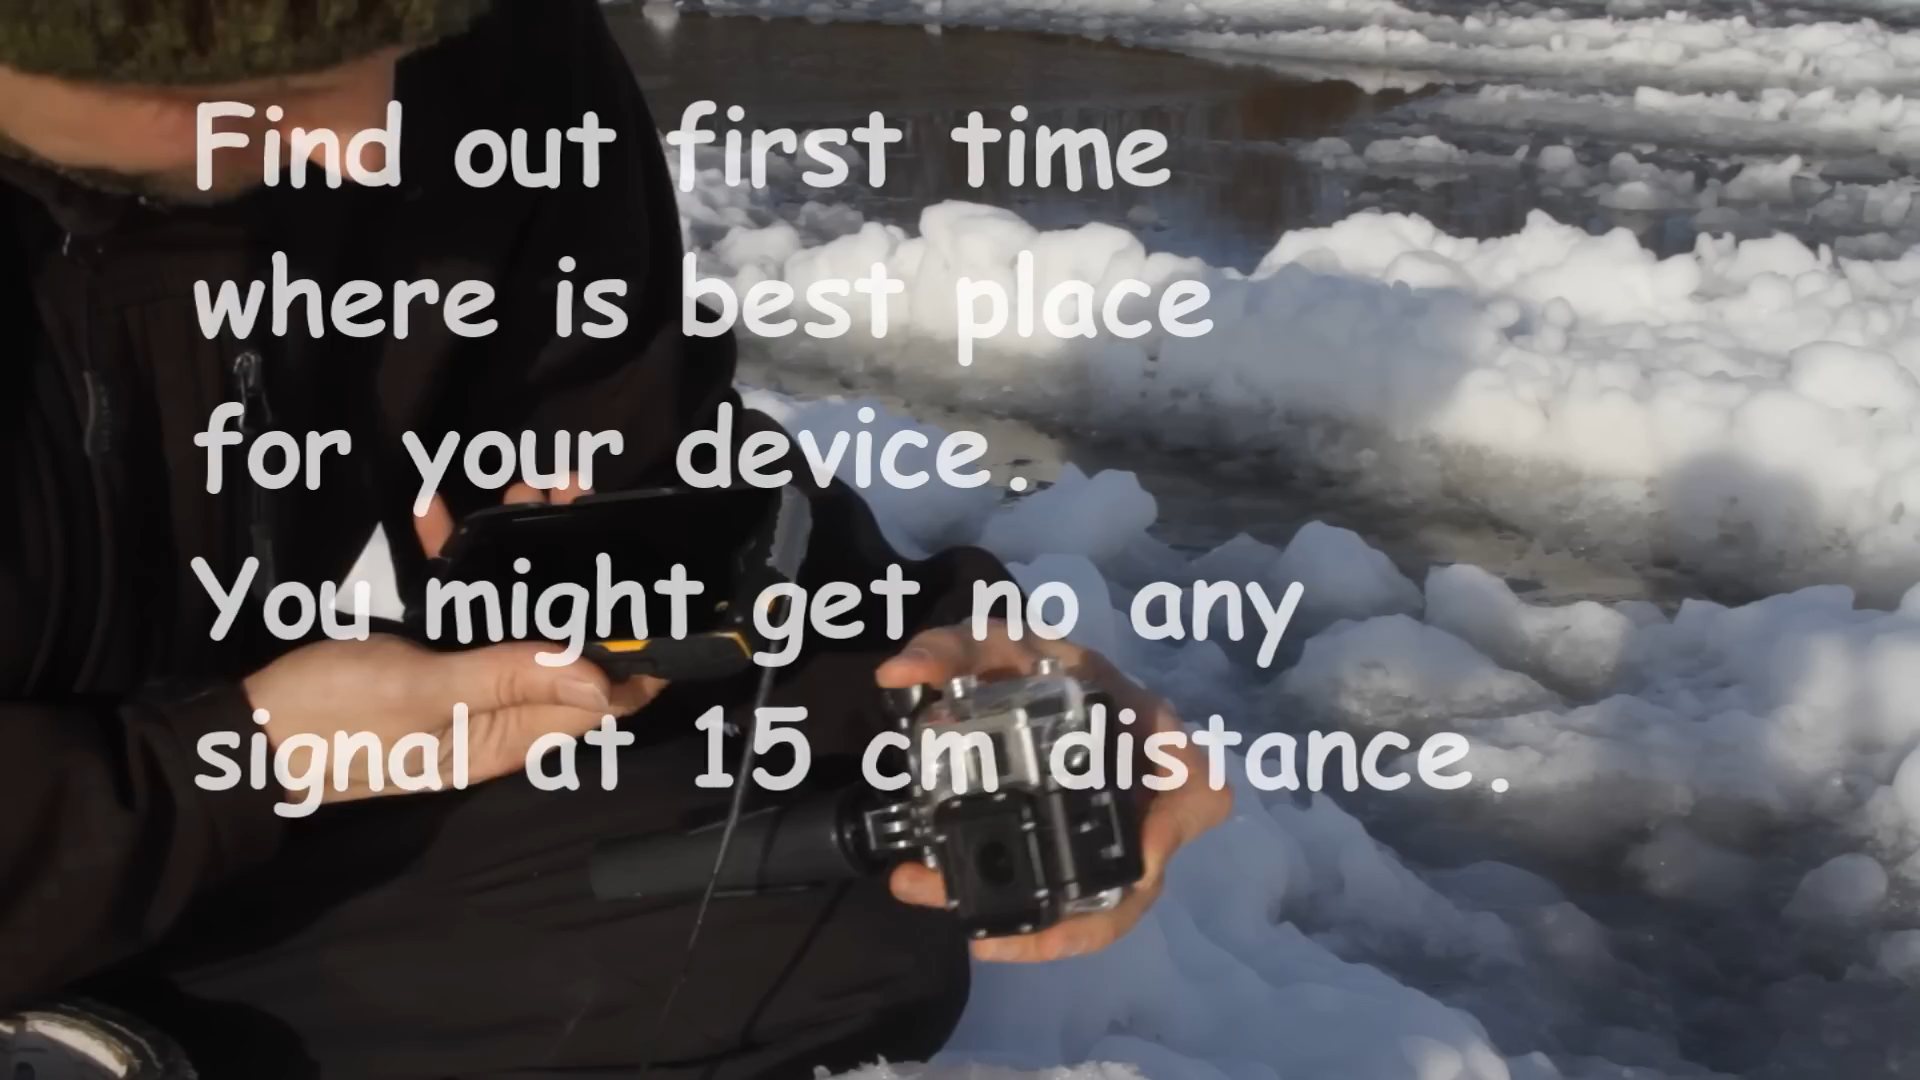 Find out first time
where is best place
for your device.
You might get no any
signal at 15 cm distance.